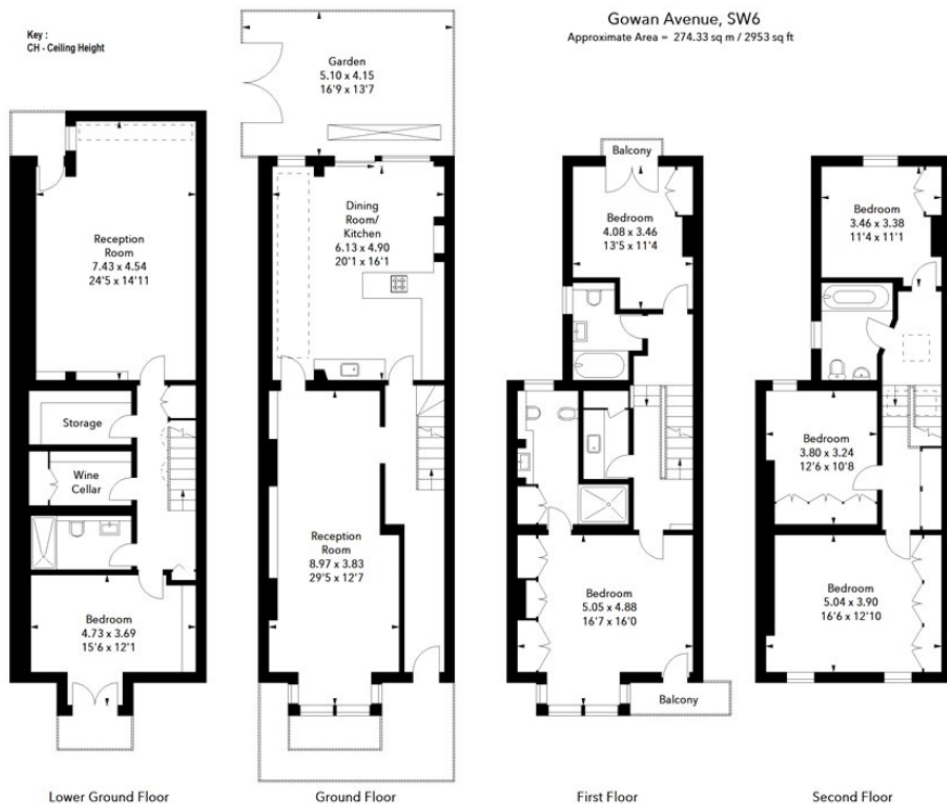 Key :
CH - Ceiling Height
Gowan Avenue, SW6
Approximate Area = 274.33 sq m / 2953 sq ft
Reception
Room
7.43 x 4.54
24'5 x 14'11
Storage
Wine
Cellar
Bedroom
4.73 x 3.69
15'6 x 12'1
Lower Ground Floor
Garden
5.10 x 4.15
16'9 x 13'7
Dining
Room/
Kitchen
6.13 x 4.90
20'1 x 16'1
Reception
Room
8.97 x 3.83
29'5 x 12'7
Ground Floor
Balcony
Bedroom
4.08 x 3.46
13'5 x 11'4
Bedroom
5.05 x 4.88
16'7 x 16'0
Balcony
First Floor
Bedroom
3.46 x 3.38
11'4 x 11'1
Bedroom
3.80 x 3.24
12'6 x 10'8
Bedroom
5.04 x 3.90
16'6 x 12'10
Second Floor